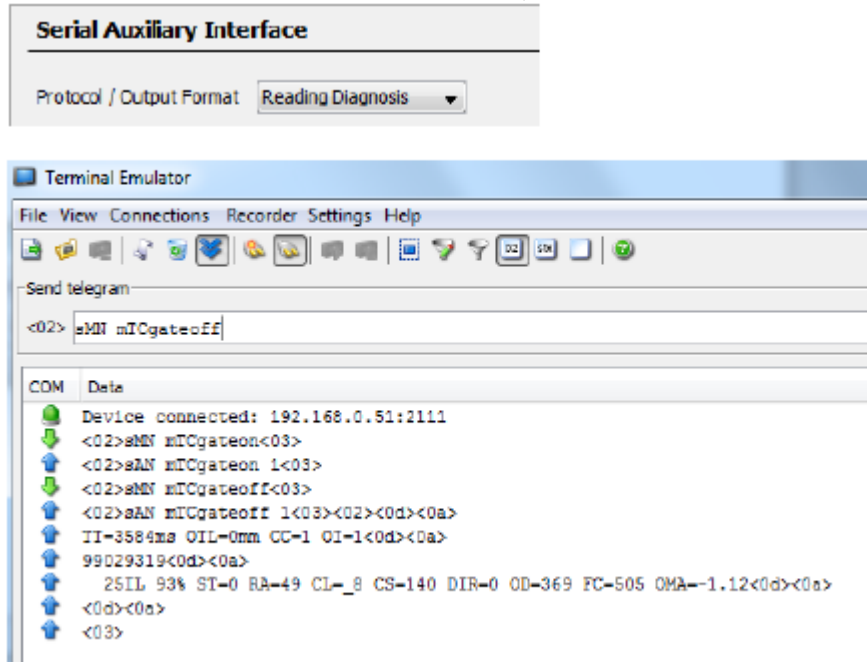 Serial Auxiliary Interface
Protocol / Output Format Reading Diagnosis
Terminal Emulator
File View Connections Recorder Settings Help
Send telegram
<02> sMN mTCgateoff
COM Data
Device connected: 192.168.0.51:2111
<02>sMN mTCgateon<03>
<02>sAN mTCgateon 1<03>
<02>sMN mTCgateoff<03>
<02>sAN mTCgateoff 1<03><02><0d><0a>
TT=3584ms OTL=0mm CC=1 OI=1<0d><0a>
99029319<0d><0a>
25IL 93% ST=0 RA=49 CL=_8 CS=140 DIR=0 OD=369 FC=505 OMA=-1.12<0d><0a>
<0d><0a>
<03>